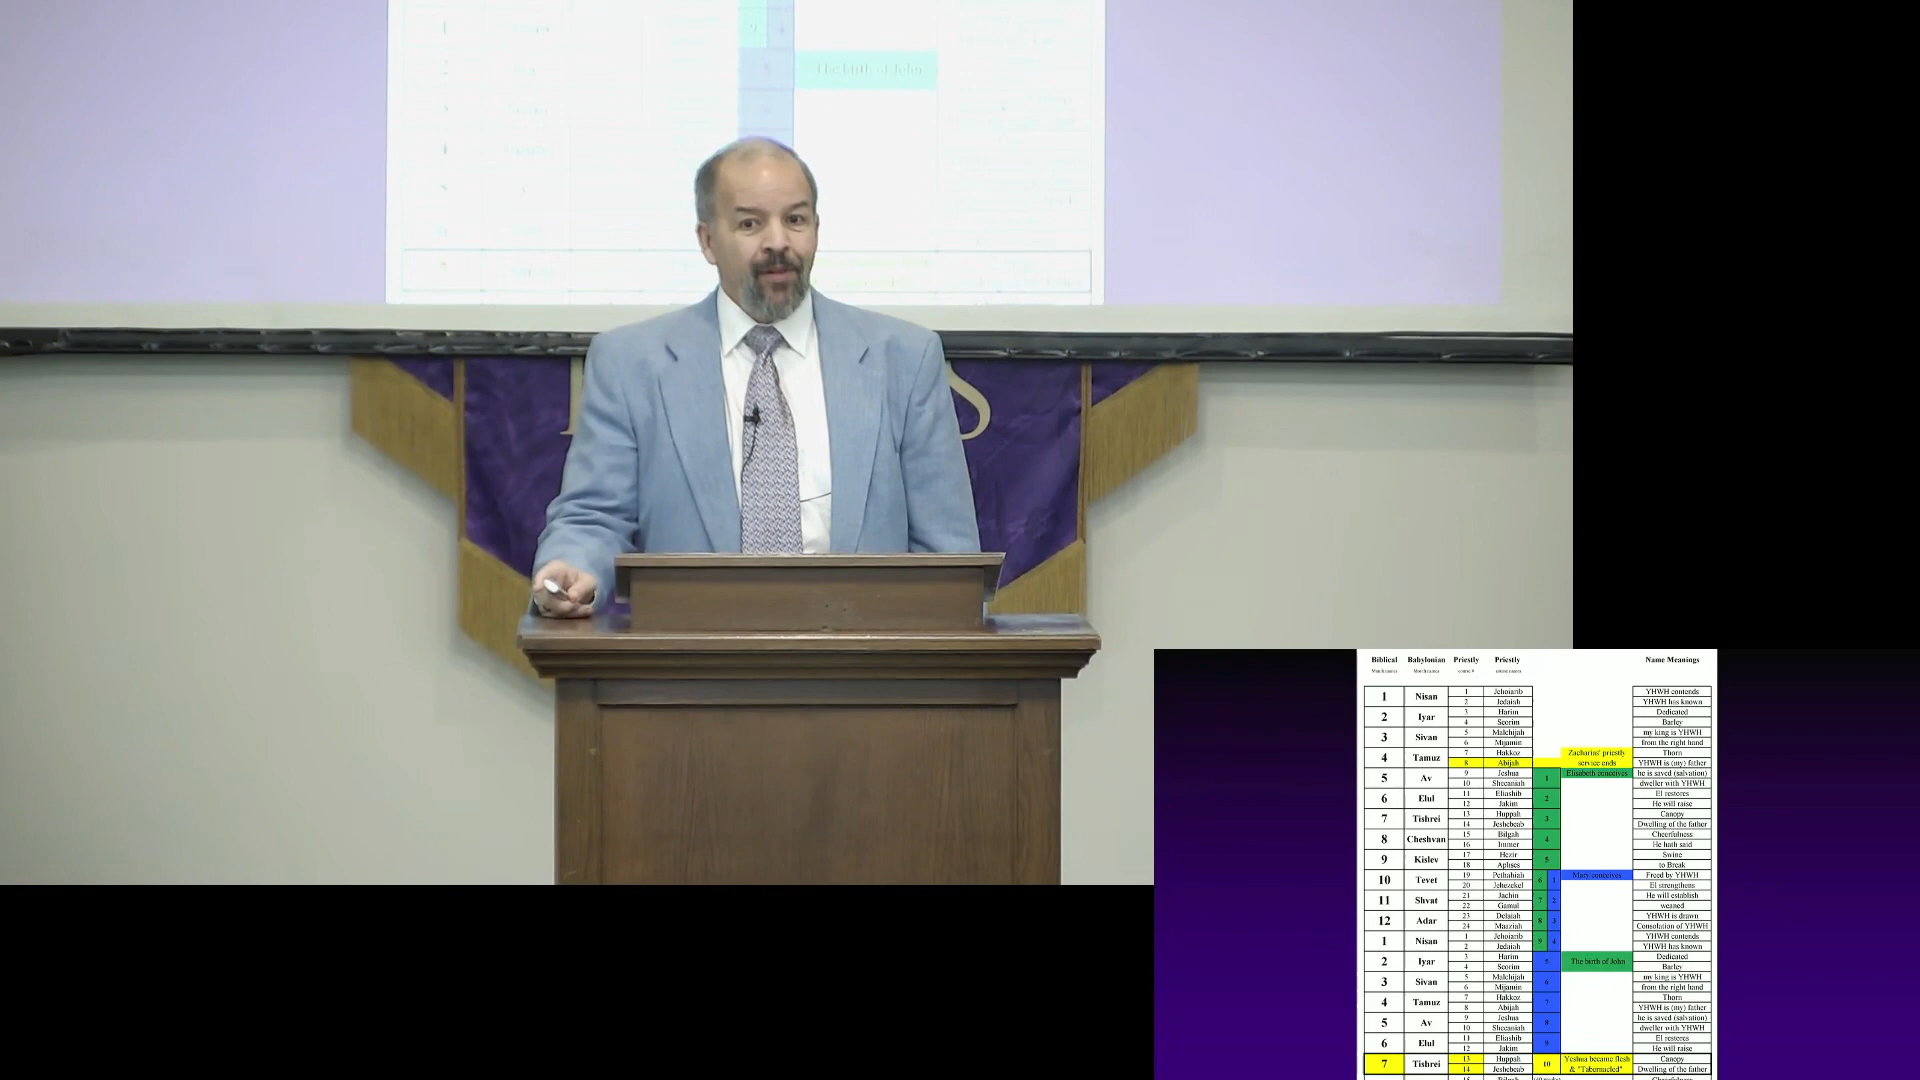 The birth of John
S
Biblical Babylonian Priestly Priestly Name Meanings
Month names Month names course # course names
1 Nisan 1 Jehoiarib YHWH contends
2 Jedaiah YHWH has known
2 Iyar 3 Harim Dedicated
4 Seorim Barley
3 Sivan 5 Malchijah my king is YHWH
6 Mijamin from the right hand
4 Tamuz 7 Hakkoz Zacharias' priestly Thorn
8 Abijah service ends YHWH is (my) father
5 Av 9 Jeshua 1 Elisabeth conceives he is saved (salvation)
10 Shecaniah dweller with YHWH
6 Elul 11 Eliashib 2 El restores
12 Jakim He will raise
7 Tishrei 13 Huppah 3 Canopy
14 Jeshebeab Dwelling of the father
8 Cheshvan 15 Bilgah 4 Cheerfulness
16 Immer He hath said
9 Kislev 17 Hezir 5 Swine
18 Aphses to Break
10 Tevet 19 Pethahiah 6 1 Mary conceives Freed by YHWH
20 Jehezekel El strengthens
11 Shvat 21 Jachin 7 2 He will establish
22 Gamul weaned
12 Adar 23 Delaiah 8 3 YHWH is drawn
24 Maaziah Consolation of YHWH
1 Nisan 1 Jehoiarib 9 4 YHWH contends
2 Jedaiah YHWH has known
2 Iyar 3 Harim 5 The birth of John Dedicated
4 Seorim Barley
3 Sivan 5 Malchijah 6 my king is YHWH
6 Mijamin from the right hand
4 Tamuz 7 Hakkoz 7 Thorn
8 Abijah YHWH is (my) father
5 Av 9 Jeshua 8 he is saved (salvation)
10 Shecaniah dweller with YHWH
6 Elul 11 Eliashib 9 El restores
12 Jakim He will raise
7 Tishrei 13 Huppah 10 Yeshua became flesh Canopy
14 Jeshebeab & "Tabernacled" Dwelling of the father